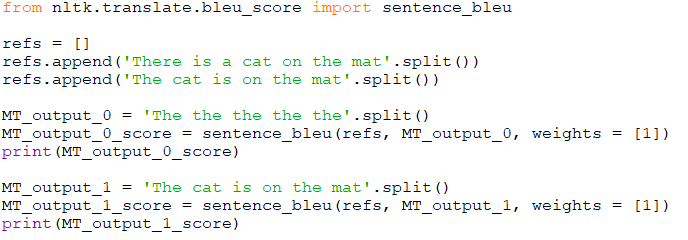 from nltk.translate.bleu_score import sentence_bleu
refs = []
refs.append('There is a cat on the mat'.split())
refs.append('The cat is on the mat'.split())
MT_output_0 = 'The the the the the'.split()
MT_output_0_score = sentence_bleu(refs, MT_output_0, weights = [1])
print(MT_output_0_score)
MT_output_1 = 'The cat is on the mat'.split()
MT_output_1_score = sentence_bleu(refs, MT_output_1, weights = [1])
print(MT_output_1_score)